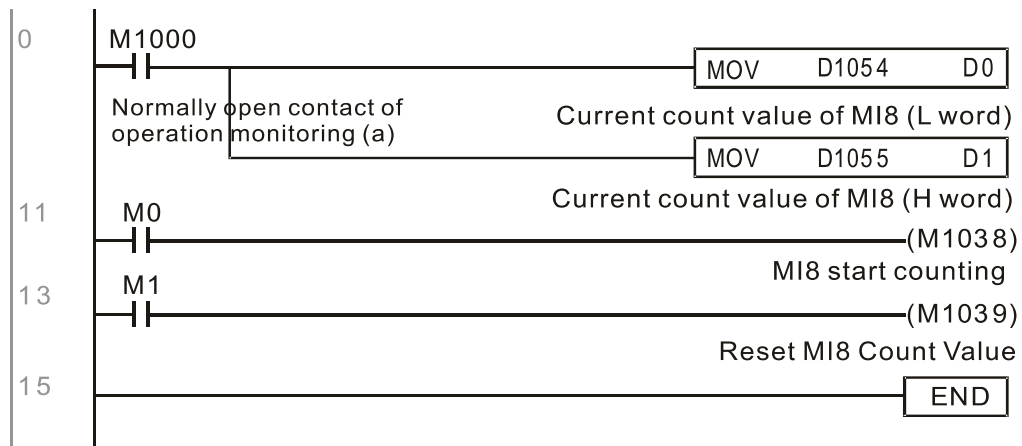 0
M1000
MOV D1054 D0
Normally open contact of
operation monitoring (a)
Current count value of MI8 (L word)
MOV D1055 D1
Current count value of MI8 (H word)
11
M0
(M1038)
MI8 start counting
13
M1
(M1039)
Reset MI8 Count Value
15
END